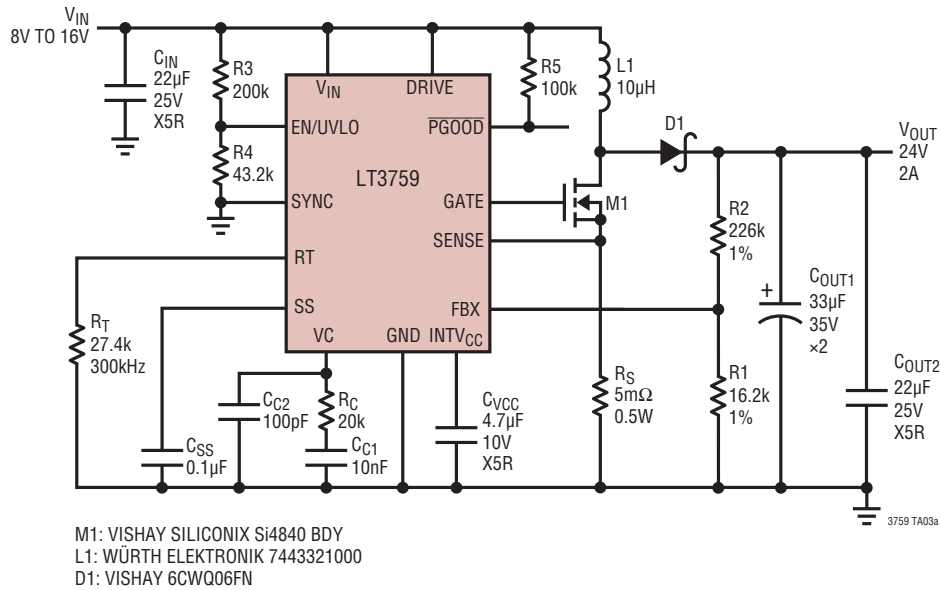 VIN
8V TO 16V
CIN
22µF
25V
X5R
R3
200k
R4
43.2k
VIN
DRIVE
EN/UVLO
PGOOD
LT3759
SYNC
GATE
SENSE
RT
SS
FBX
VC
GND
INTVCC
R5
100k
L1
10µH
D1
M1
VOUT
24V
2A
R2
226k
1%
COUT1
33µF
35V
×2
+
COUT2
22µF
25V
X5R
R1
16.2k
1%
RS
5mΩ
0.5W
RT
27.4k
300kHz
CSS
0.1µF
CC2
100pF
RC
20k
CC1
10nF
CVCC
4.7µF
10V
X5R
3759 TA03a
M1: VISHAY SILICONIX Si4840 BDY
L1: WÜRTH ELEKTRONIK 7443321000
D1: VISHAY 6CWQ06FN